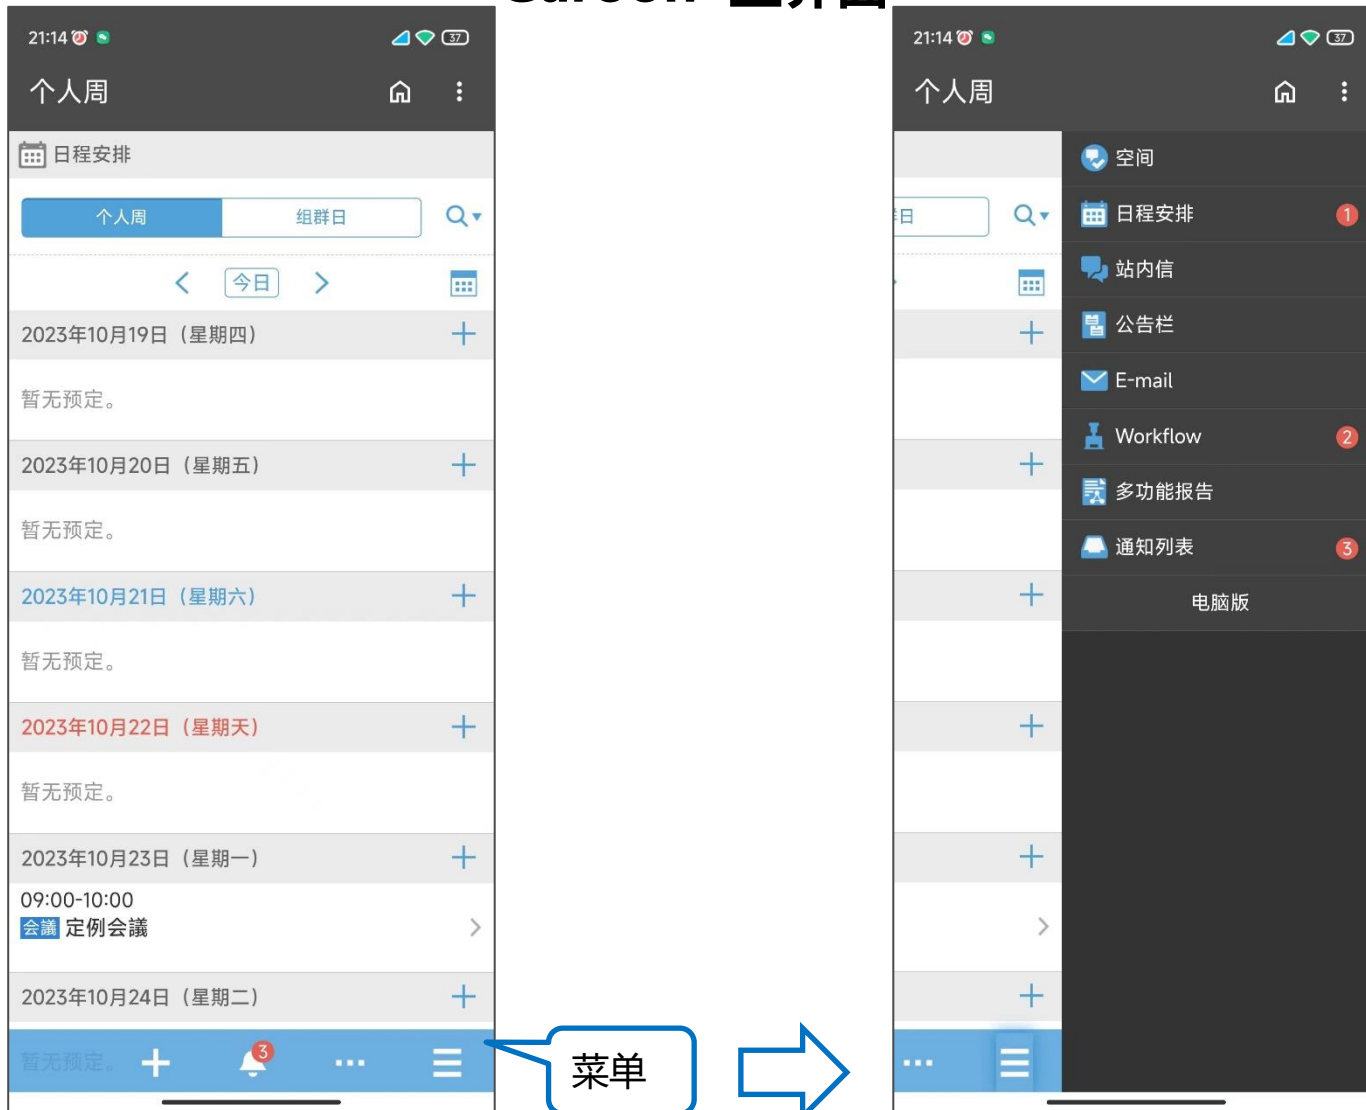 21:14
37
个人周
日程安排
个人周
组群日
今日
2023年10月19日（星期四）
暂无预定。
2023年10月20日（星期五）
暂无预定。
2023年10月21日（星期六）
暂无预定。
2023年10月22日（星期天）
暂无预定。
2023年10月23日（星期一）
09:00-10:00
会議 定例会議
2023年10月24日（星期二）
暂无预定。
3
菜单
21:14
37
个人周
日
空间
日程安排 1
站内信
公告栏
E-mail
Workflow 2
多功能报告
通知列表 3
电脑版